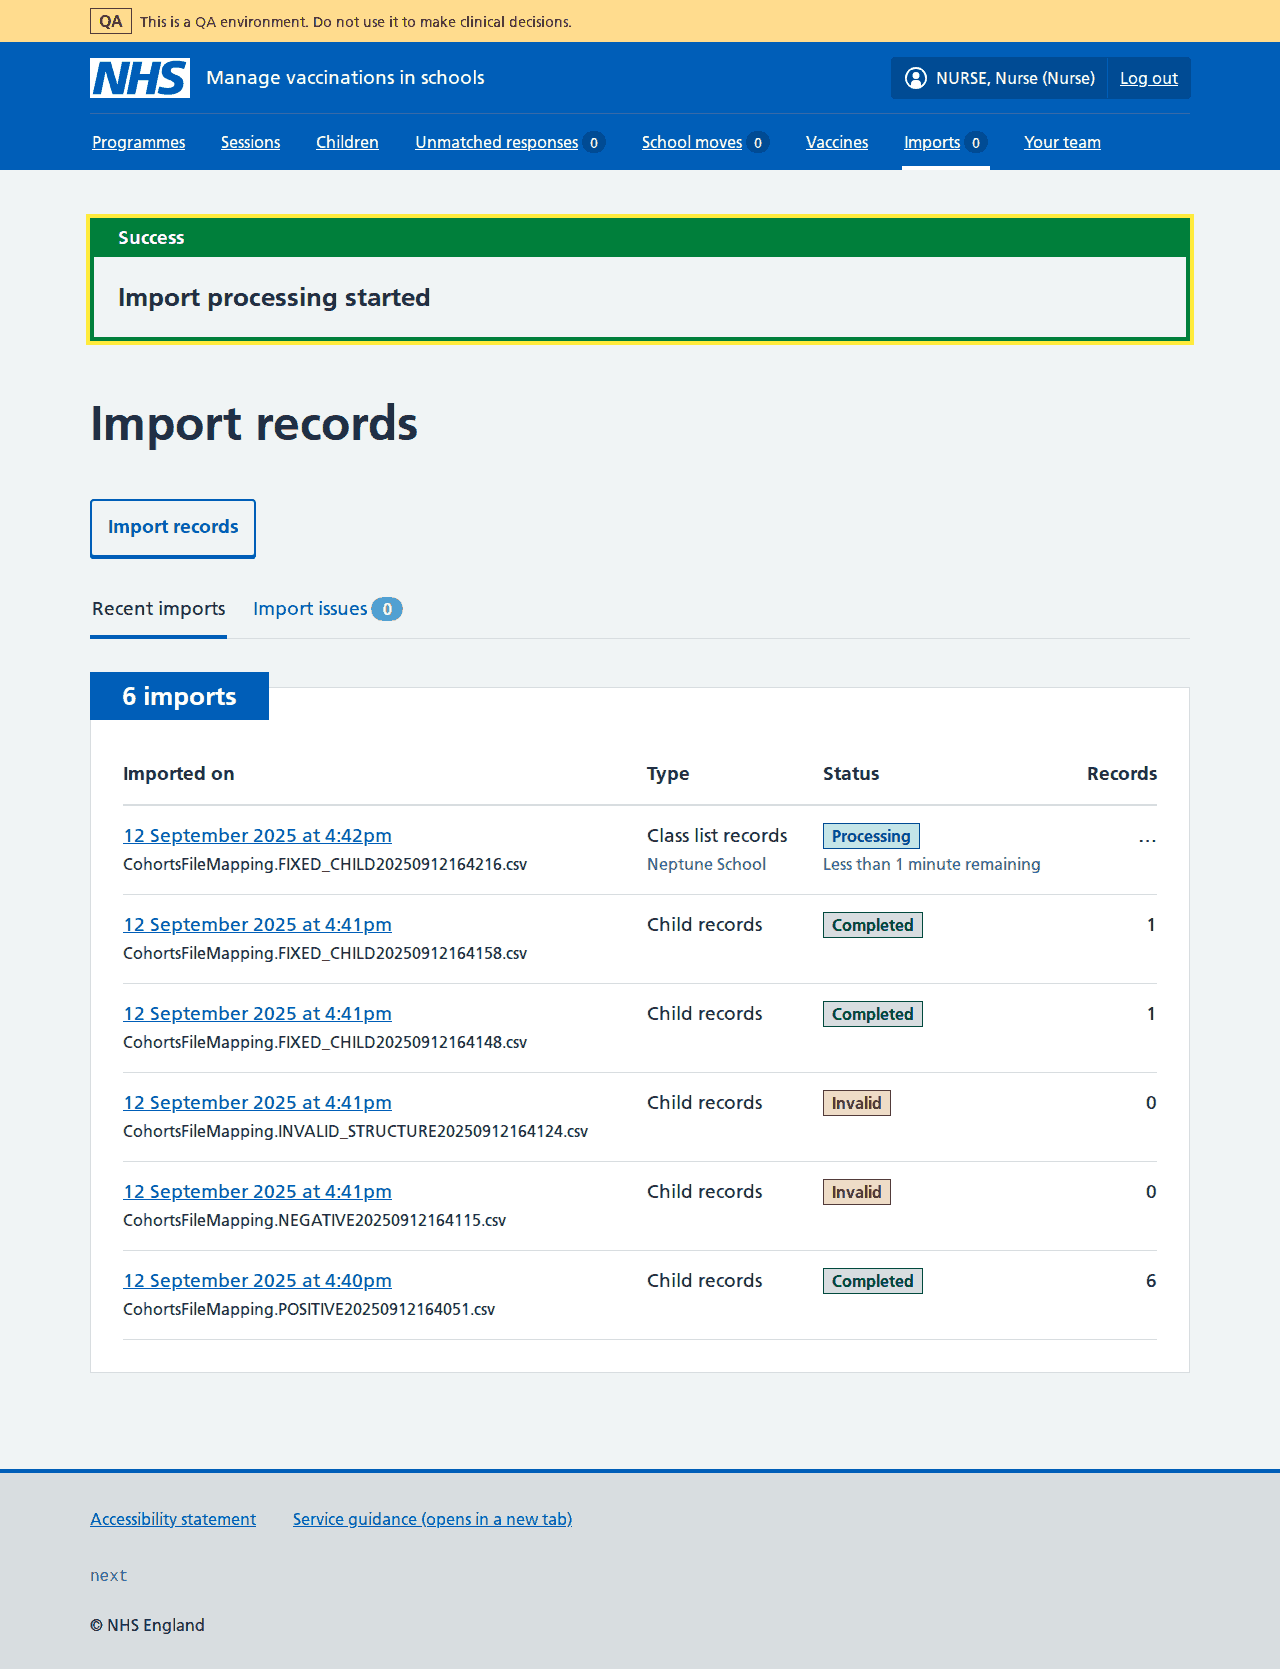 QA This is a QA environment. Do not use it to make clinical decisions.
NHS Manage vaccinations in schools NURSE, Nurse (Nurse) Log out
Programmes Sessions Children Unmatched responses 0 School moves 0 Vaccines Imports 0 Your team
Success
Import processing started
Import records
Import records
Recent imports Import issues 0
6 imports
Imported on Type Status Records
12 September 2025 at 4:42pm Class list records Processing ...
CohortsFileMapping.FIXED_CHILD20250912164216.csv Neptune School Less than 1 minute remaining
12 September 2025 at 4:41pm Child records Completed 1
CohortsFileMapping.FIXED_CHILD20250912164158.csv
12 September 2025 at 4:41pm Child records Completed 1
CohortsFileMapping.FIXED_CHILD20250912164148.csv
12 September 2025 at 4:41pm Child records Invalid 0
CohortsFileMapping.INVALID_STRUCTURE20250912164124.csv
12 September 2025 at 4:41pm Child records Invalid 0
CohortsFileMapping.NEGATIVE20250912164115.csv
12 September 2025 at 4:40pm Child records Completed 6
CohortsFileMapping.POSITIVE20250912164051.csv
Accessibility statement Service guidance (opens in a new tab)
next
© NHS England